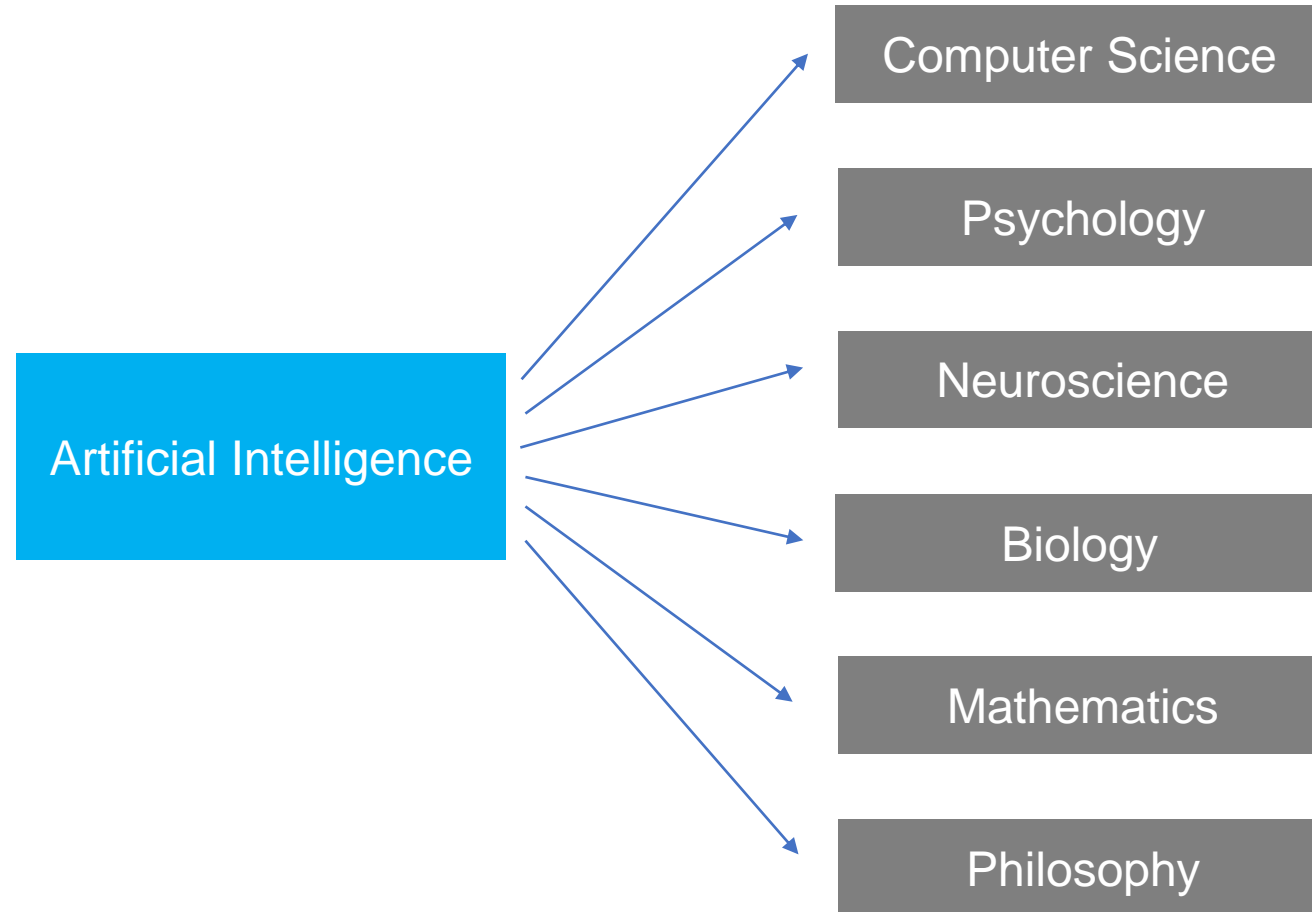 Computer Science
Psychology
Neuroscience
Artificial Intelligence
Biology
Mathematics
Philosophy